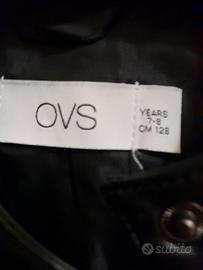 OVS
YEARS
7-8
CM 128
subito